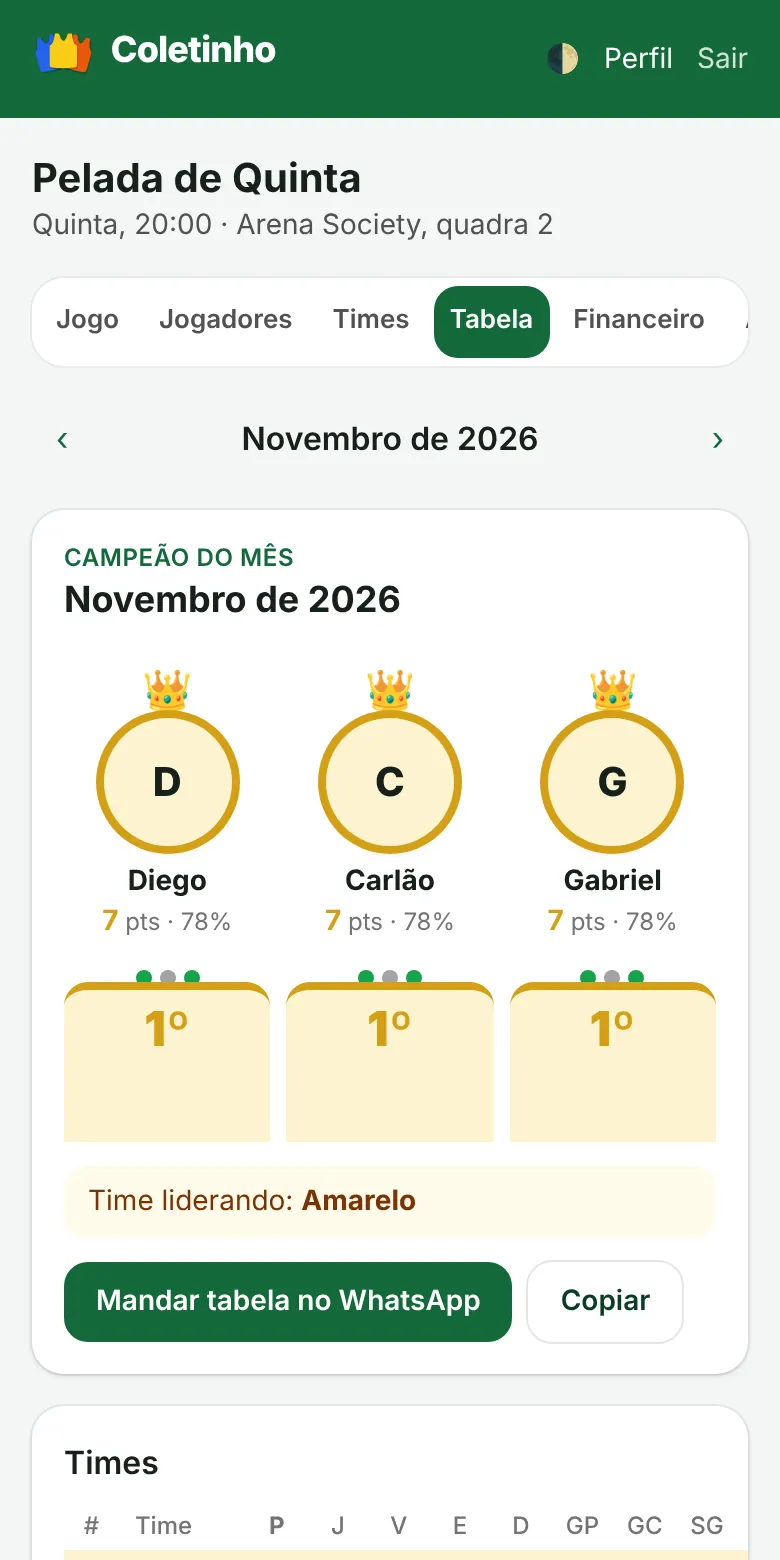 Coletinho
Perfil Sair
Pelada de Quinta
Quinta, 20:00 · Arena Society, quadra 2
Jogo Jogadores Times Tabela Financeiro
‹ Novembro de 2026 ›
CAMPEÃO DO MÊS
Novembro de 2026
D C G
Diego Carlão Gabriel
7 pts · 78% 7 pts · 78% 7 pts · 78%
1º 1º 1º
Time liderando: Amarelo
Mandar tabela no WhatsApp Copiar
Times
# Time P J V E D GP GC SG